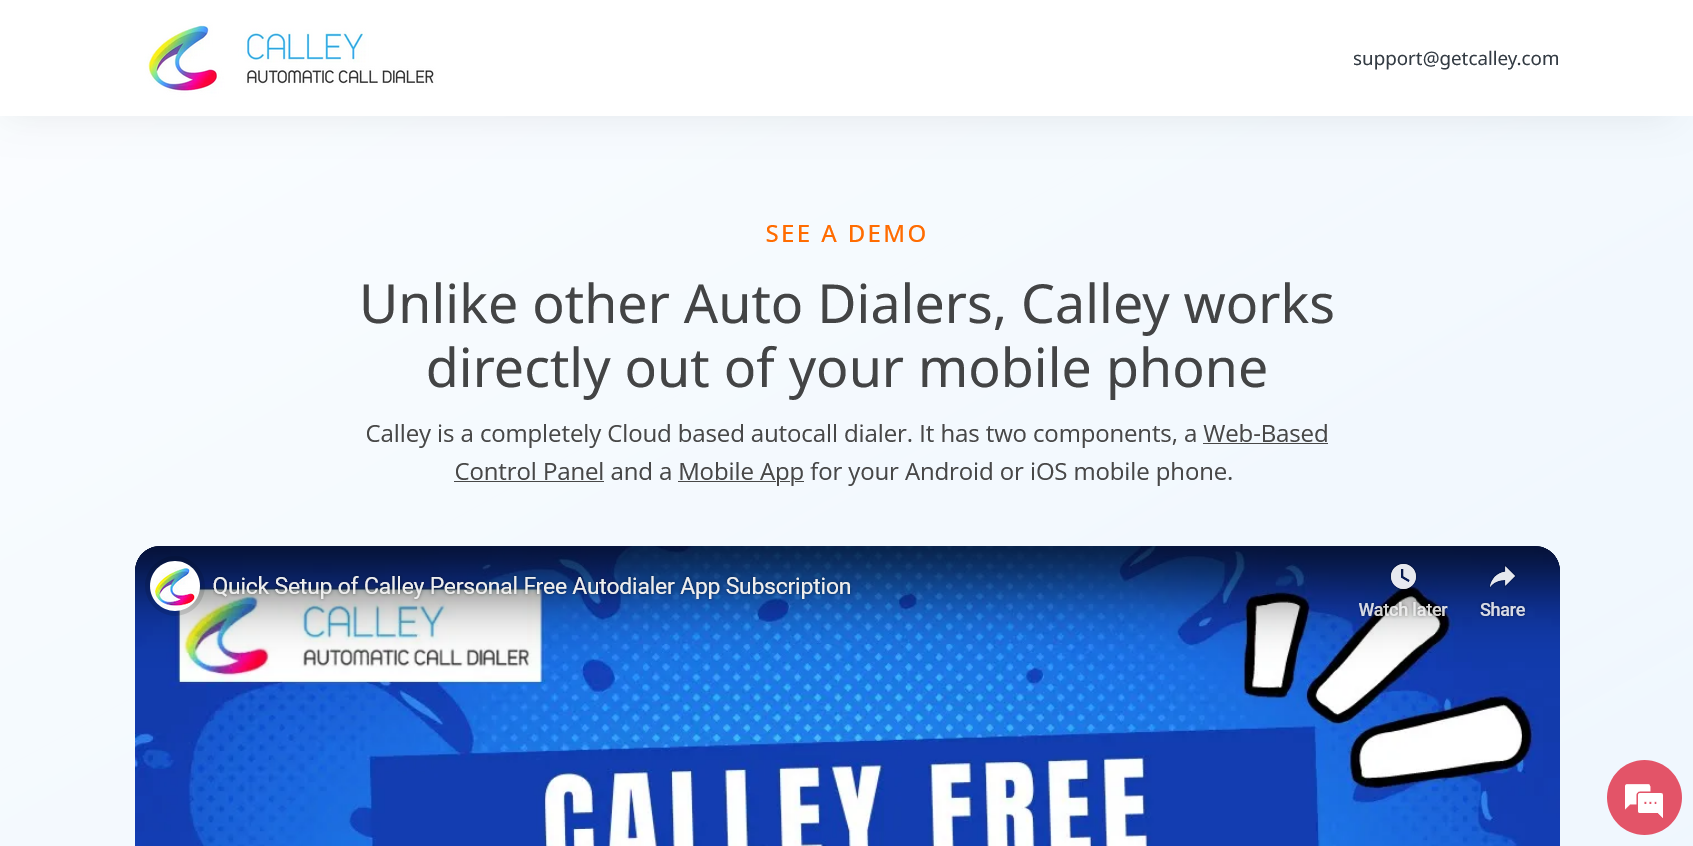 CALLEY
AUTOMATIC CALL DIALER
support@getcalley.com
SEE A DEMO
Unlike other Auto Dialers, Calley works
directly out of your mobile phone
Calley is a completely Cloud based autocall dialer. It has two components, a Web-Based
Control Panel and a Mobile App for your Android or iOS mobile phone.
Quick Setup of Calley Personal Free Autodialer App Subscription
Watch later
Share
CALLEY
AUTOMATIC CALL DIALER
CALLEY FREE